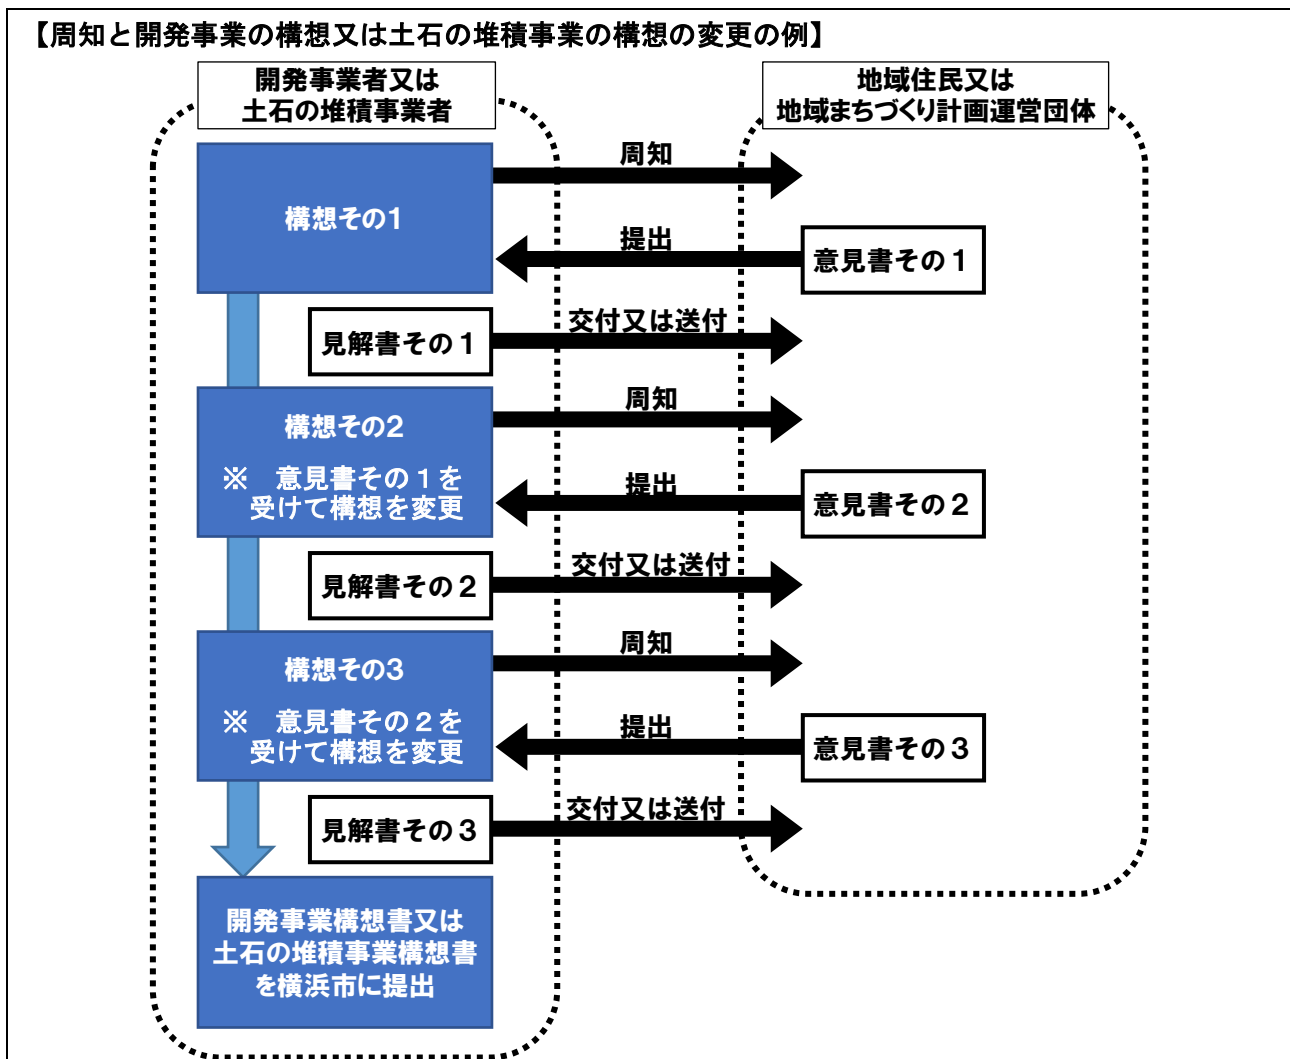 【周知と開発事業の構想又は土石の堆積事業の構想の変更の例】
開発事業者又は
土石の堆積事業者
地域住民又は
地域まちづくり計画運営団体
周知
構想その1
提出
意見書その１
交付又は送付
見解書その１
周知
構想その2
※　意見書その１を
受けて構想を変更
提出
意見書その２
交付又は送付
見解書その２
周知
構想その3
※　意見書その２を
受けて構想を変更
提出
意見書その３
交付又は送付
見解書その３
開発事業構想書又は
土石の堆積事業構想書
を横浜市に提出